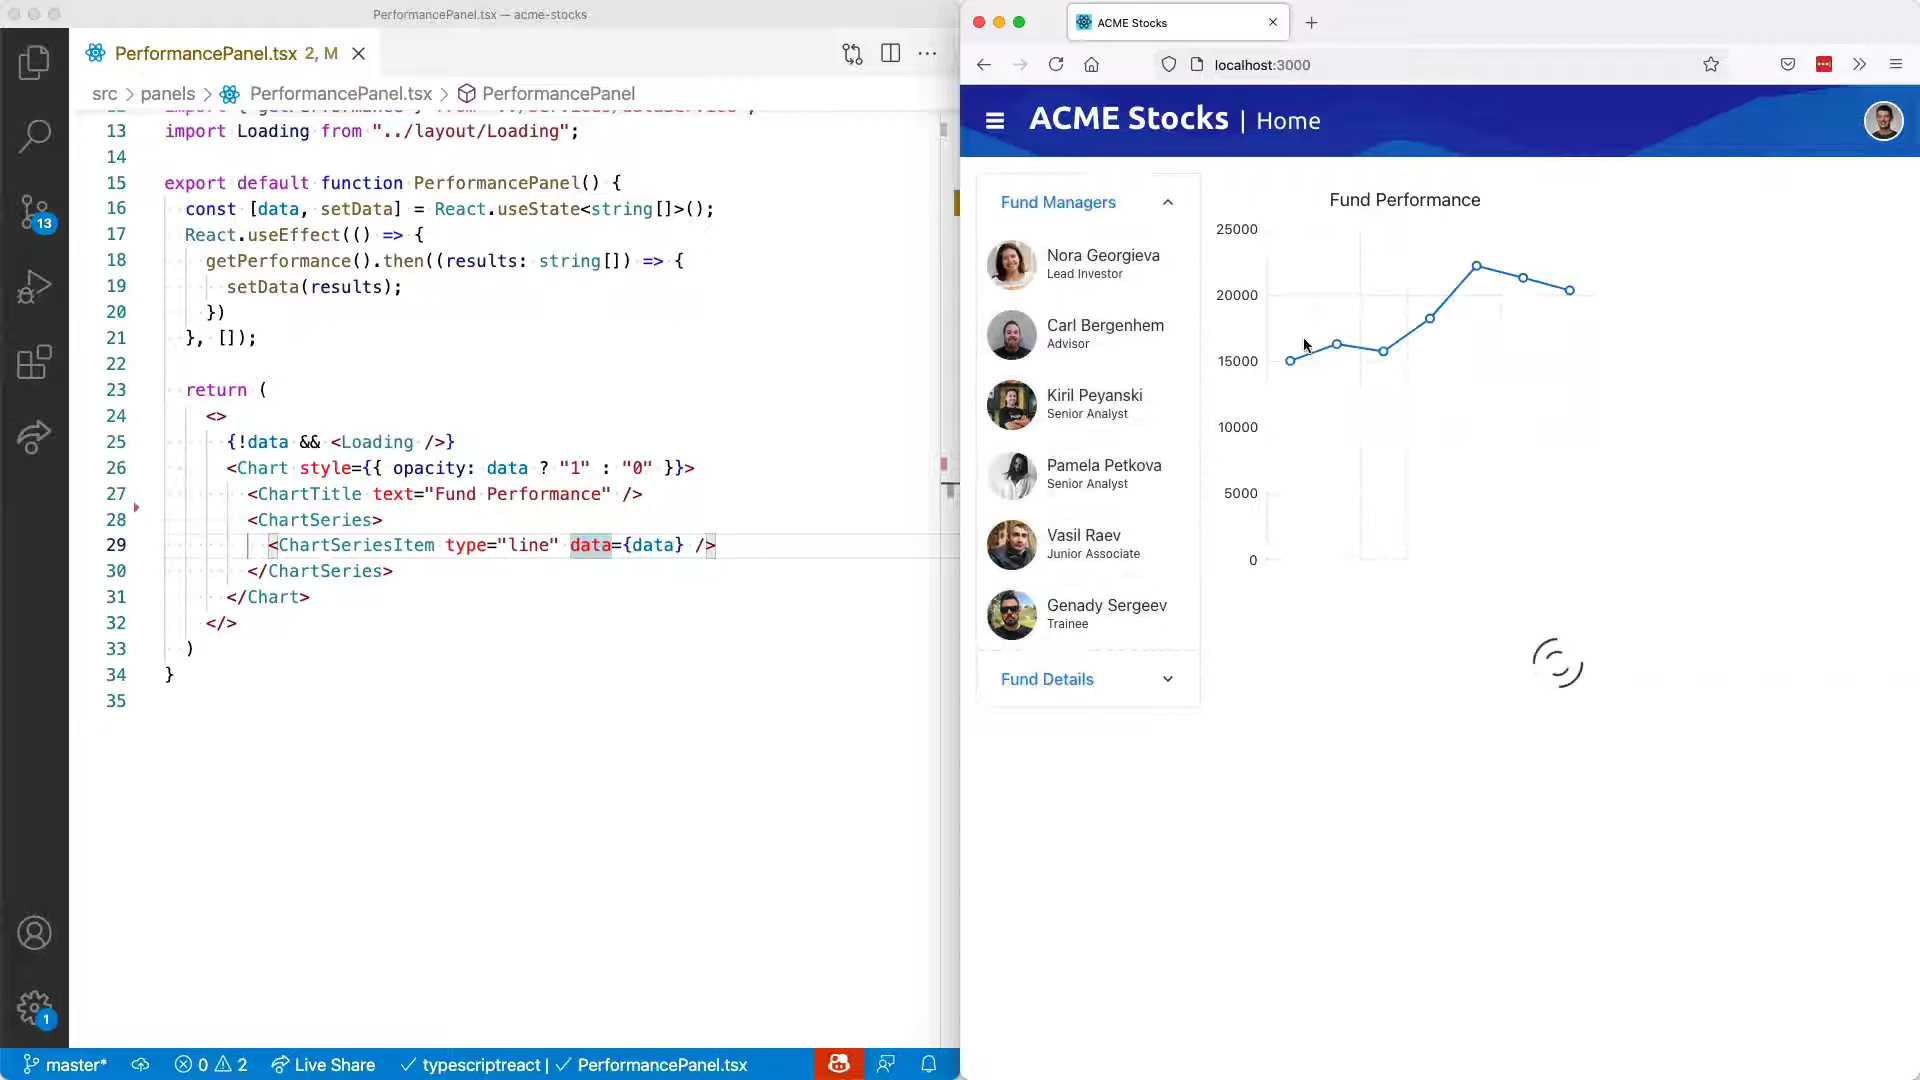 PerformancePanel.tsx — acme-stocks
PerformancePanel.tsx 2, M
src > panels > PerformancePanel.tsx > PerformancePanel
13 import Loading from "../layout/Loading";
14
15 export default function PerformancePanel() {
16 const [data, setData] = React.useState<string[]>();
17 React.useEffect(() => {
18 getPerformance().then((results: string[]) => {
19 setData(results);
20 })
21 }, []);
22
23 return (
24 <>
25 {!data && <Loading />}
26 <Chart style={{ opacity: data ? "1" : "0" }}>
27 <ChartTitle text="Fund Performance" />
28 <ChartSeries>
29 <ChartSeriesItem type="line" data={data} />
30 </ChartSeries>
31 </Chart>
32 </>
33 )
34 }
35
13
1
master* 0 2 Live Share typescriptreact | PerformancePanel.tsx
ACME Stocks
localhost:3000
ACME Stocks | Home
Fund Managers
Nora Georgieva
Lead Investor
Carl Bergenhem
Advisor
Kiril Peyanski
Senior Analyst
Pamela Petkova
Senior Analyst
Vasil Raev
Junior Associate
Genady Sergeev
Trainee
Fund Details
Fund Performance
25000
20000
15000
10000
5000
0